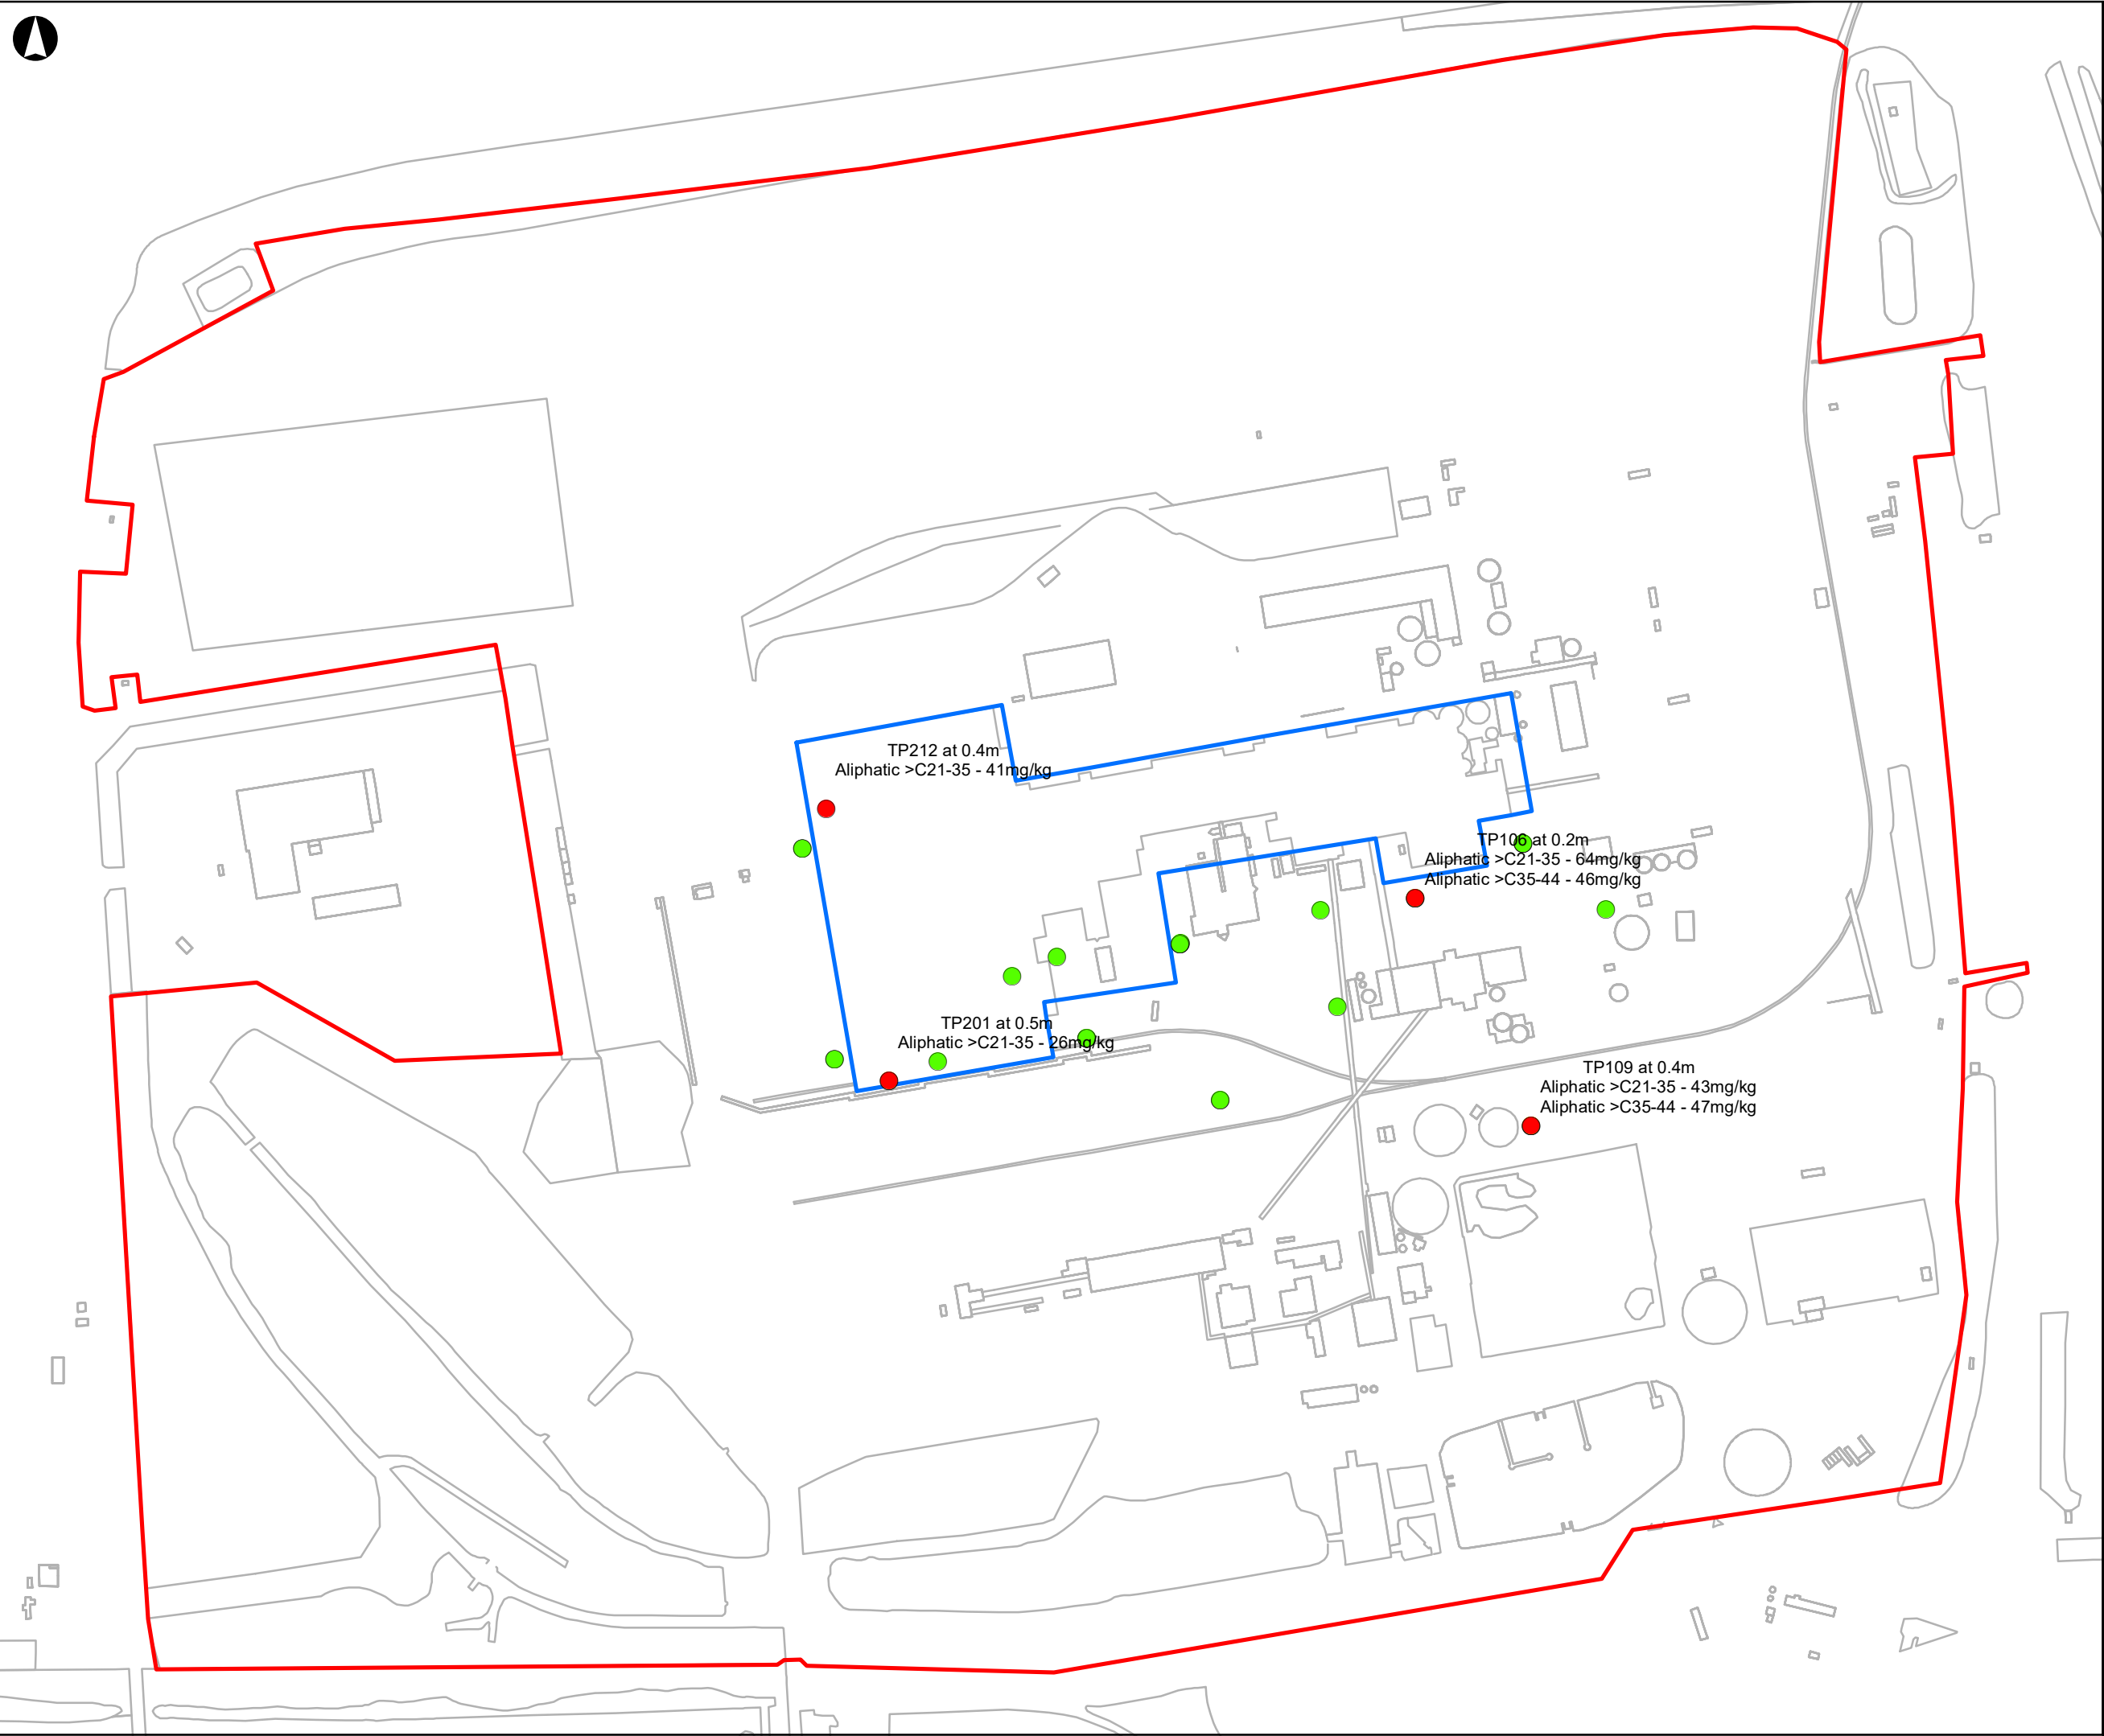 TP212 at 0.4m
Aliphatic >C21-35 - 41mg/kg
TP106 at 0.2m
Aliphatic >C21-35 - 64mg/kg
Aliphatic >C35-44 - 46mg/kg
TP201 at 0.5m
Aliphatic >C21-35 - 26mg/kg
TP109 at 0.4m
Aliphatic >C21-35 - 43mg/kg
Aliphatic >C35-44 - 47mg/kg